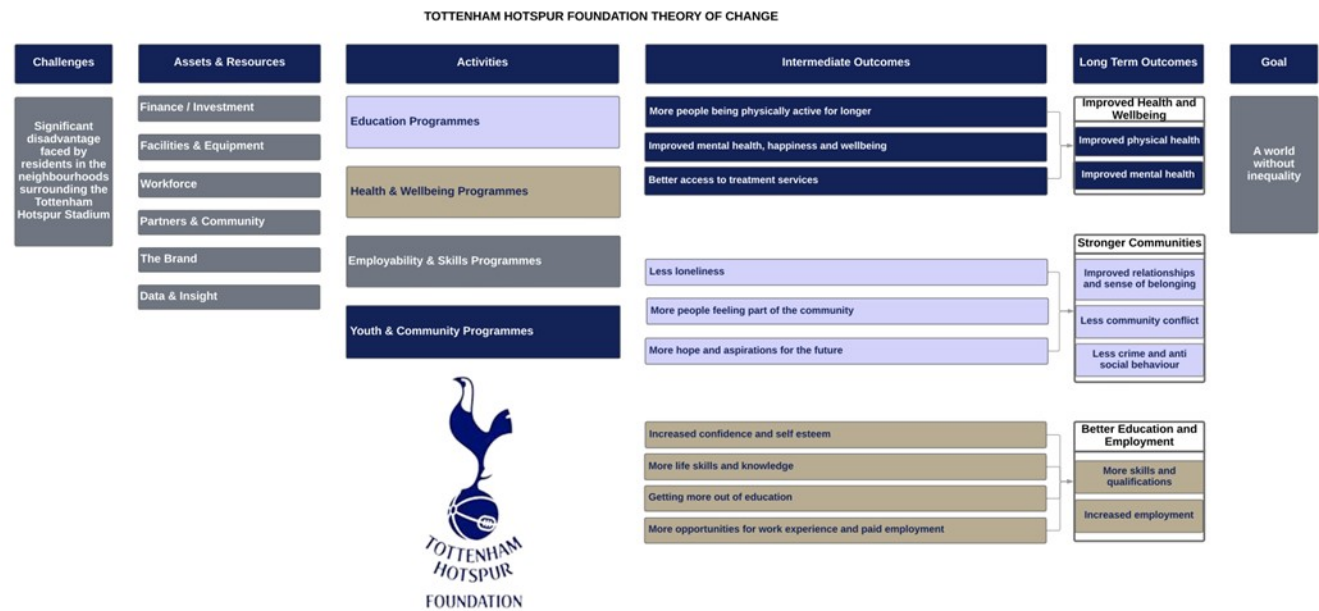 TOTTENHAM HOTSPUR FOUNDATION THEORY OF CHANGE
Challenges
Significant
disadvantage
faced by
residents in the
neighbourhoods
surrounding the
Tottenham
Hotspur Stadium
Assets & Resources
Finance / Investment
Facilities & Equipment
Workforce
Partners & Community
The Brand
Data & Insight
Activities
Education Programmes
Health & Wellbeing Programmes
Employability & Skills Programmes
Youth & Community Programmes
TOTTENHAM
HOTSPUR
FOUNDATION
Intermediate Outcomes
More people being physically active for longer
Improved mental health, happiness and wellbeing
Better access to treatment services
Less loneliness
More people feeling part of the community
More hope and aspirations for the future
Increased confidence and self esteem
More life skills and knowledge
Getting more out of education
More opportunities for work experience and paid employment
Long Term Outcomes
Improved Health and
Wellbeing
Improved physical health
Improved mental health
Stronger Communities
Improved relationships
and sense of belonging
Less community conflict
Less crime and anti
social behaviour
Better Education and
Employment
More skills and
qualifications
Increased employment
Goal
A world
without
inequality